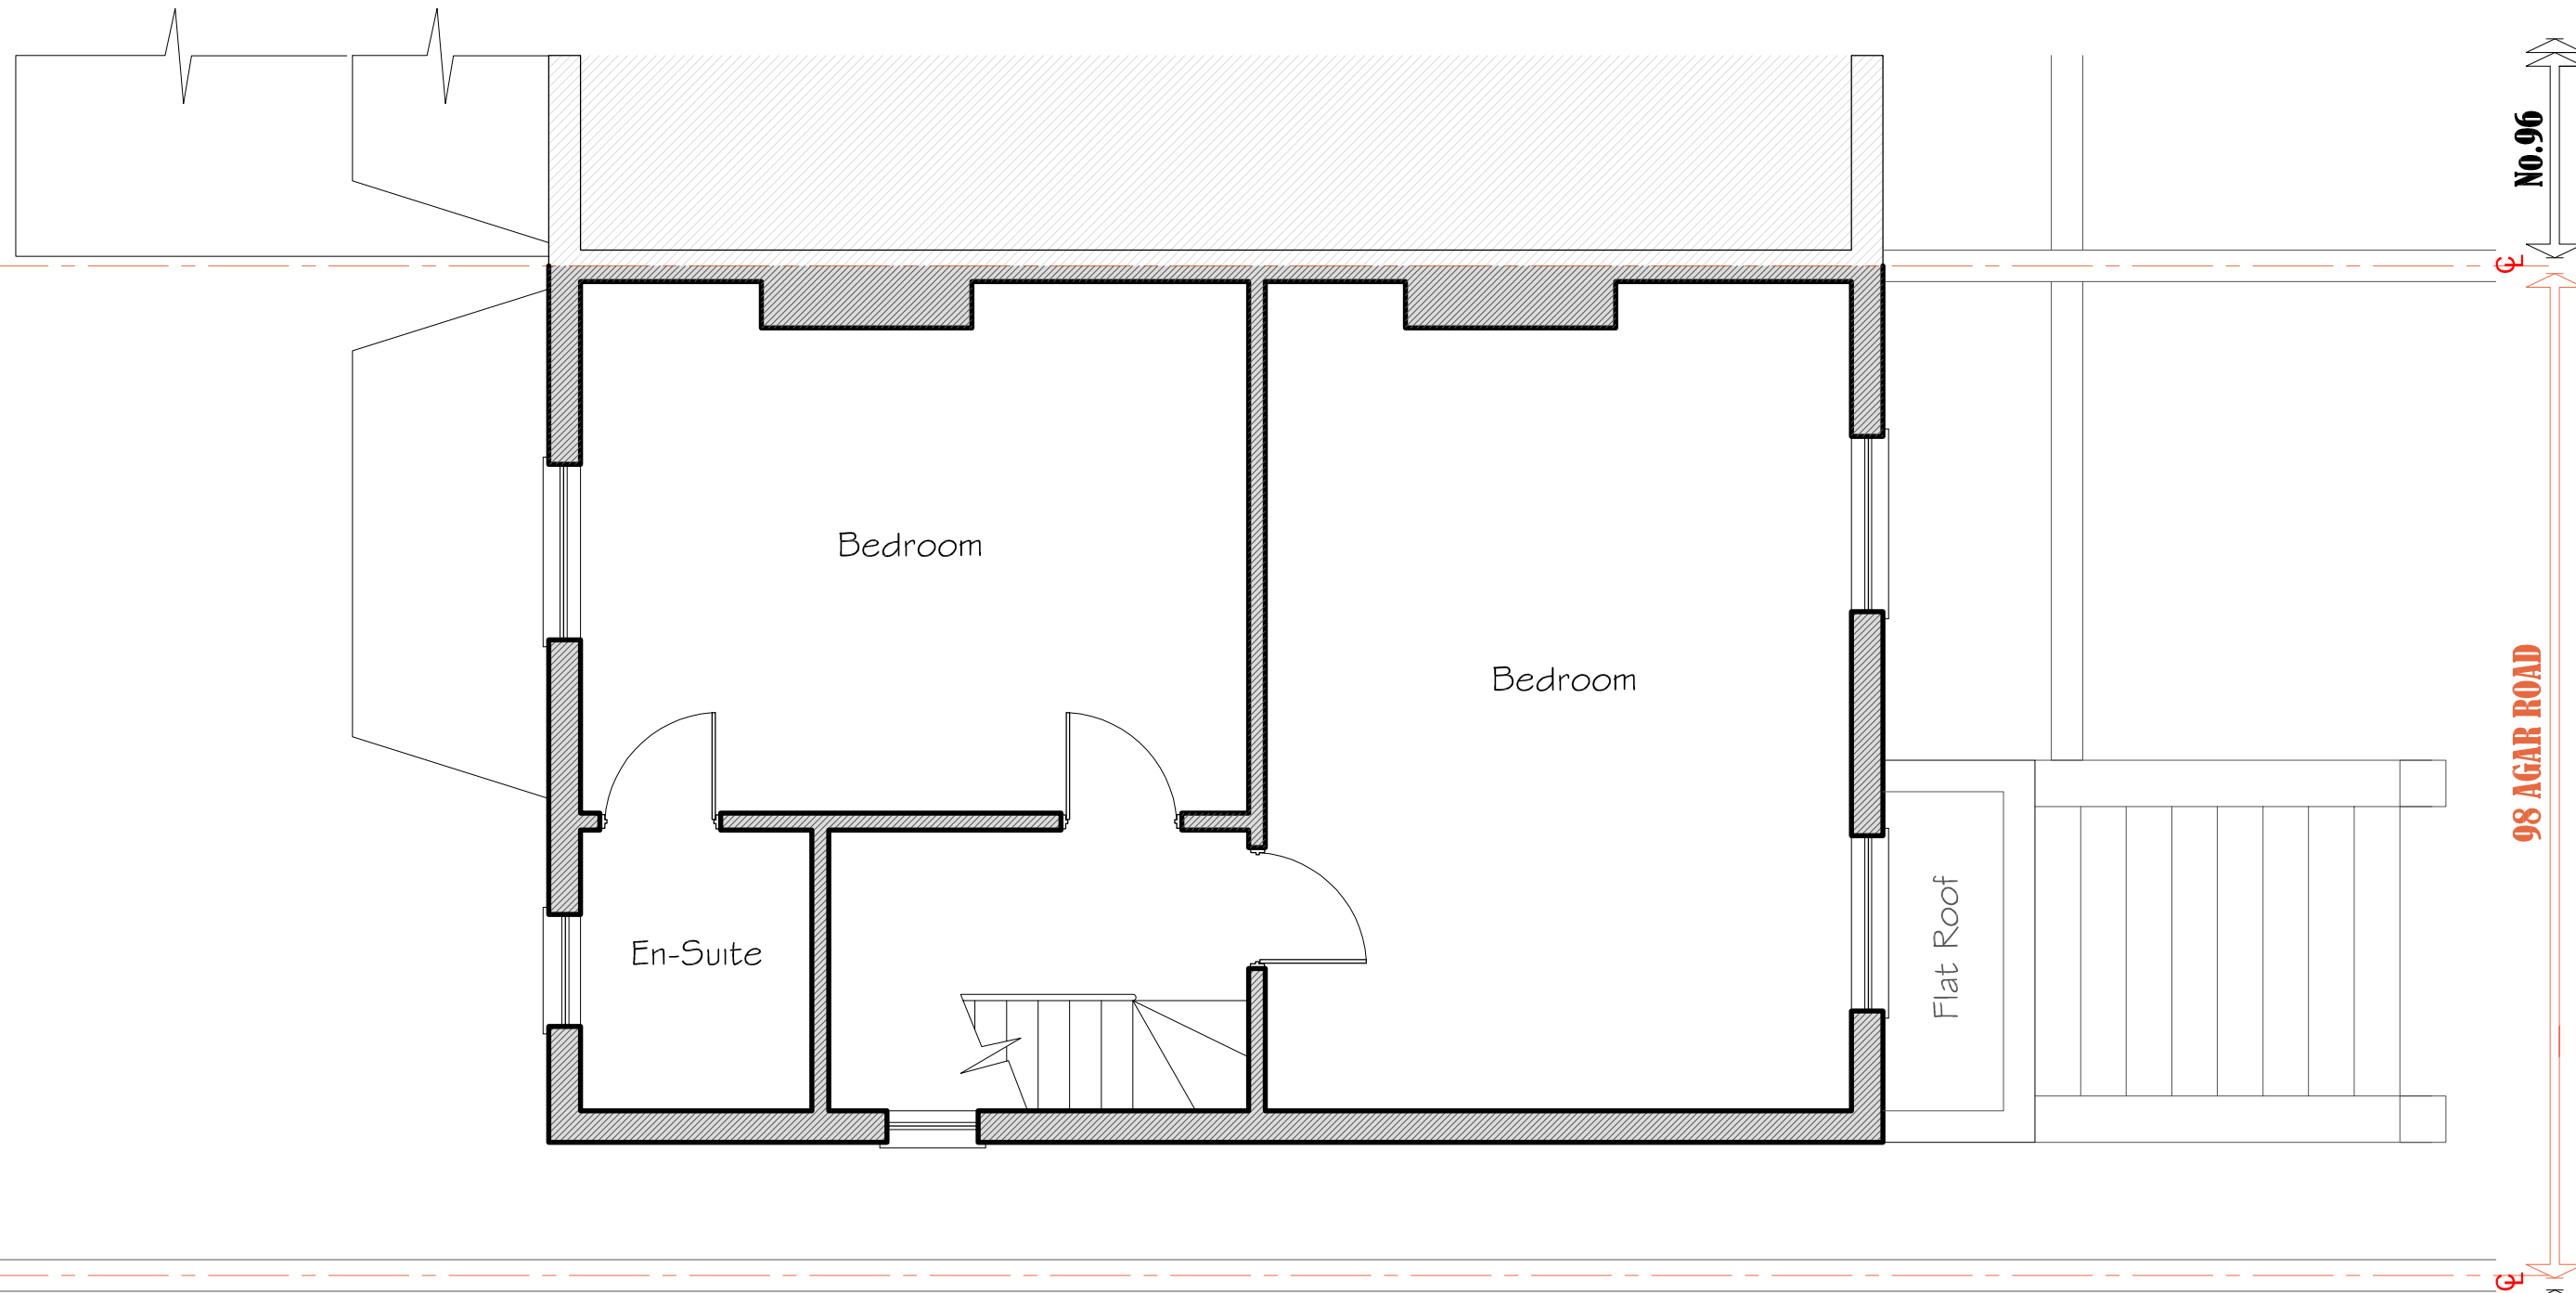 No.96
℄
Bedroom
Bedroom
98 AGAR ROAD
Flat Roof
En-Suite
℄